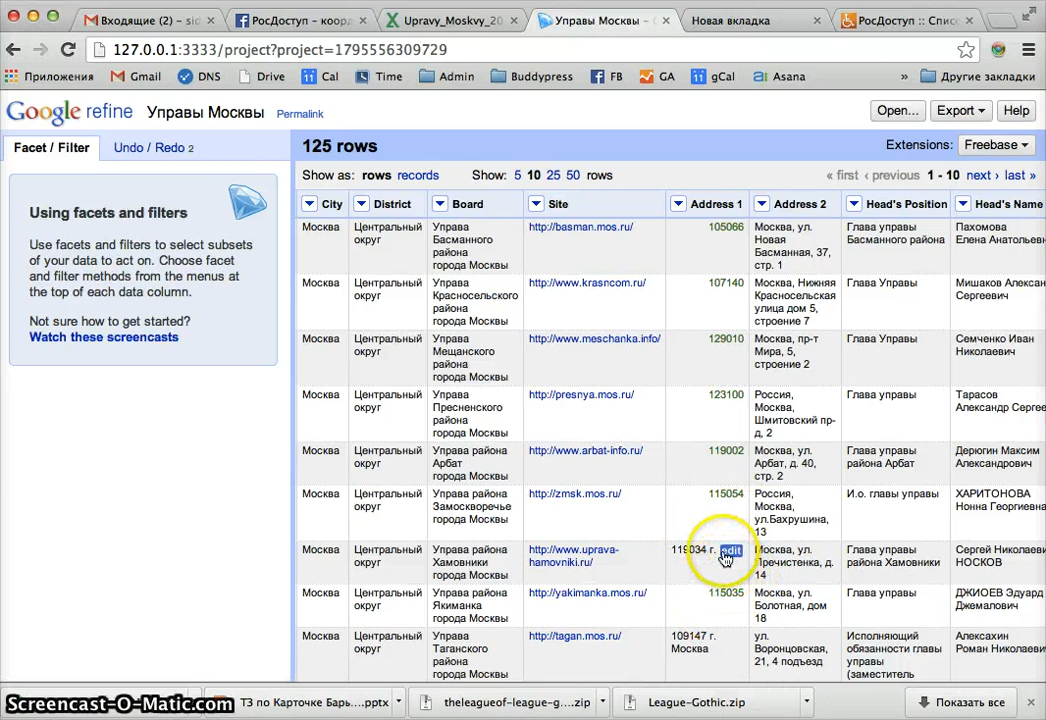 Входящие (2) – sid
РосДоступ – коорд
Upravy_Moskvy_20
Управы Москвы – G
Новая вкладка
РосДоступ :: Списо
127.0.0.1:3333/project?project=1795556309729
Приложения Gmail DNS Drive Cal Time Admin Buddypress FB GA gCal Asana » Другие закладки
Google refine Управы Москвы Permalink Open... Export Help
Facet / Filter Undo / Redo 2
125 rows Extensions: Freebase
Show as: rows records Show: 5 10 25 50 rows « first ‹ previous 1 - 10 next › last »
Using facets and filters
Use facets and filters to select subsets
of your data to act on. Choose facet
and filter methods from the menus at
the top of each data column.
Not sure how to get started?
Watch these screencasts
City District Board Site Address 1 Address 2 Head's Position Head's Name
Москва Центральный Управа http://basman.mos.ru/ 105066 Москва, ул. Глава управы Пахомова
округ Басманного Новая Басманного района Елена Анатольевн
района Басманная, 37,
города Москвы стр. 1
Москва Центральный Управа http://www.krasncom.ru/ 107140 Москва, Нижняя Глава Управы Мишаков Алексан
округ Красносельского Красносельская Сергеевич
района улица дом 5,
города Москвы строение 7
Москва Центральный Управа http://www.meschanka.info/ 129010 Москва, пр-т Глава Управы Семченко Иван
округ Мещанского Мира, 5, Николаевич
района строение 2
города Москвы
Москва Центральный Управа http://presnya.mos.ru/ 123100 Россия, Глава управы Тарасов
округ Пресненского Москва, Александр Сергее
района Шмитовский пр-
города Москвы д, 2
Москва Центральный Управа района http://www.arbat-info.ru/ 119002 Москва, ул. Глава управы Дерюгин Максим
округ Арбат Арбат, д. 40, района Арбат Александрович
города Москвы стр. 2
Москва Центральный Управа района http://zmsk.mos.ru/ 115054 Россия, И.о. главы управы ХАРИТОНОВА
округ Замоскворечье Москва, Нонна Георгиевна
города Москвы ул.Бахрушина,
13
Москва Центральный Управа района http://www.uprava- 119034 г. edit Москва, ул. Глава управы Сергей Николаеви
округ Хамовники hamovniki.ru/ Пречистенка, д. района Хамовники НОСКОВ
города Москвы 14
Москва Центральный Управа района http://yakimanka.mos.ru/ 115035 Москва, ул. Глава управы ДЖИОЕВ Эдуард
округ Якиманка Болотная, дом Джемалович
города Москвы 18
Москва Центральный Управа http://tagan.mos.ru/ 109147 г. ул. Исполняющий Алексахин
округ Таганского Москва Воронцовская, обязанности главы Роман Николаевич
района 21, 4 подъезд управы
города Москвы (заместитель
Screencast-O-Matic.com ТЗ по Карточке Барь....pptx theleagueof-league-g....zip League-Gothic.zip Показать все